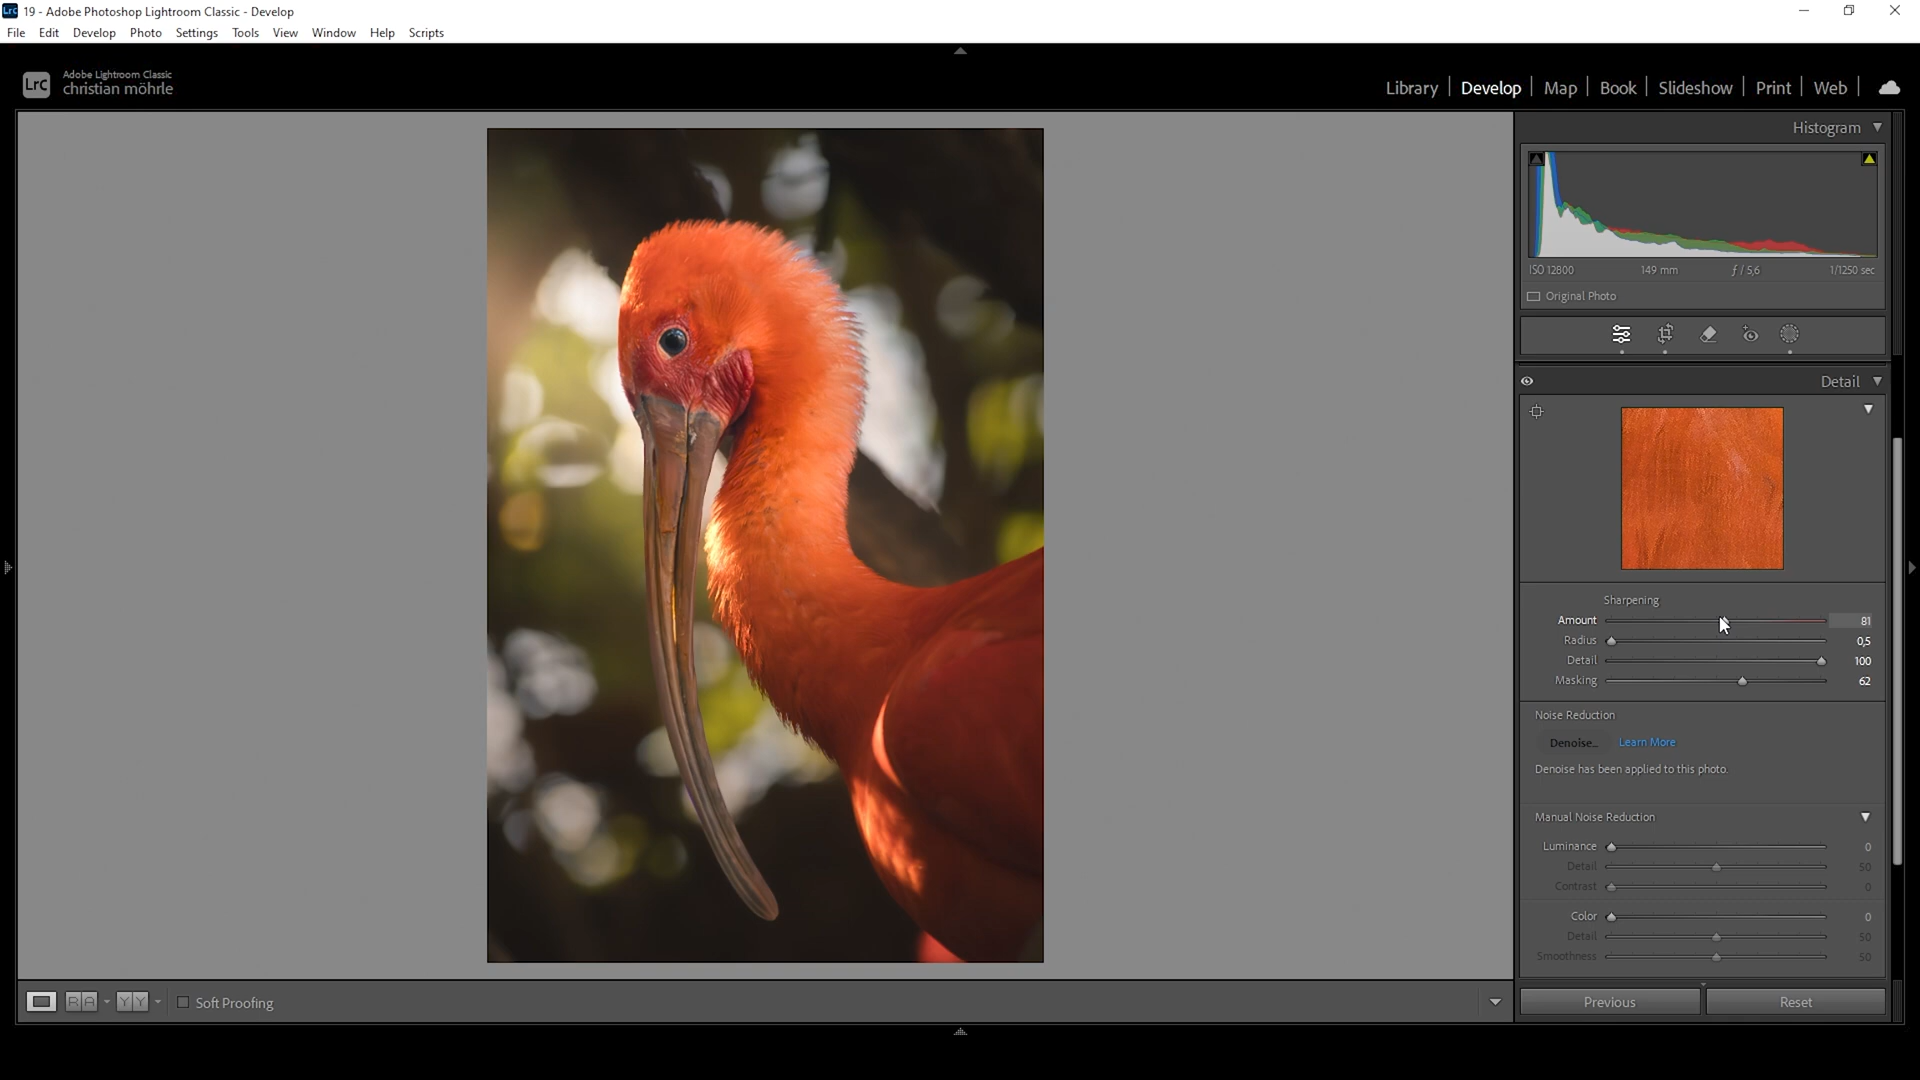 Lrc 19 - Adobe Photoshop Lightroom Classic - Develop
File Edit Develop Photo Settings Tools View Window Help Scripts
Lrc Adobe Lightroom Classic
christian möhrle
Library Develop Map Book Slideshow Print Web
Histogram
ISO 12800 149 mm ƒ / 5,6 1/1250 sec
Original Photo
Detail
Sharpening
Amount 81
Radius 0,5
Detail 100
Masking 62
Noise Reduction
Denoise... Learn More
Denoise has been applied to this photo.
Manual Noise Reduction
Luminance 0
Detail 50
Contrast 0
Color 0
Detail 50
Smoothness 50
R A Y Y Soft Proofing
Previous Reset